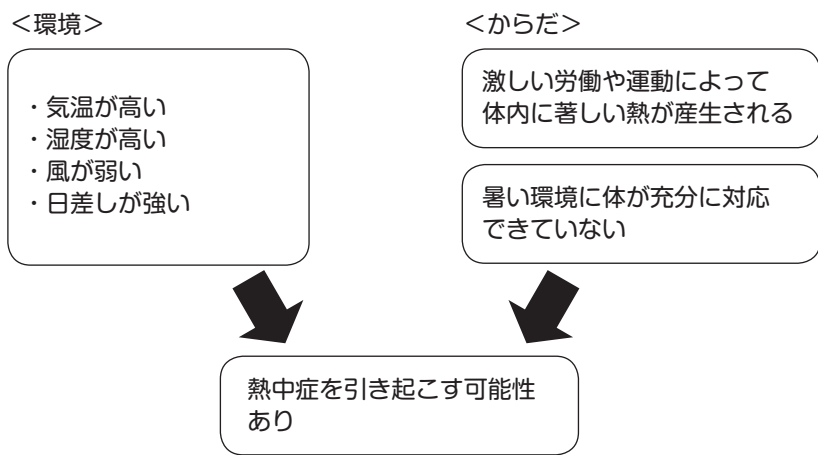 ＜環境＞
・気温が高い
・湿度が高い
・風が弱い
・日差しが強い
＜からだ＞
激しい労働や運動によって
体内に著しい熱が産生される
暑い環境に体が充分に対応
できていない
熱中症を引き起こす可能性
あり